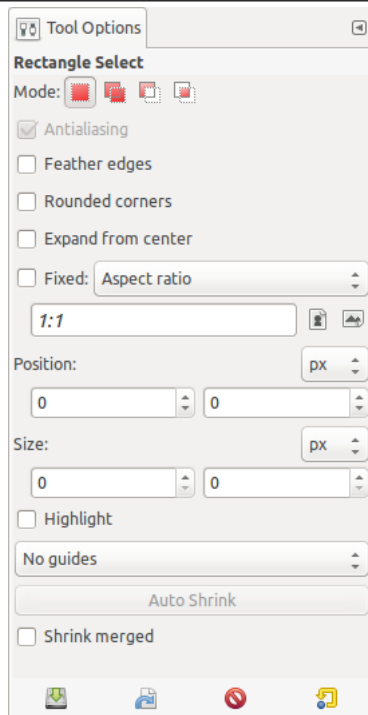 Tool Options
Rectangle Select
Mode:
Antialiasing
Feather edges
Rounded corners
Expand from center
Fixed: Aspect ratio
1:1
Position: px
0 0
Size: px
0 0
Highlight
No guides
Auto Shrink
Shrink merged